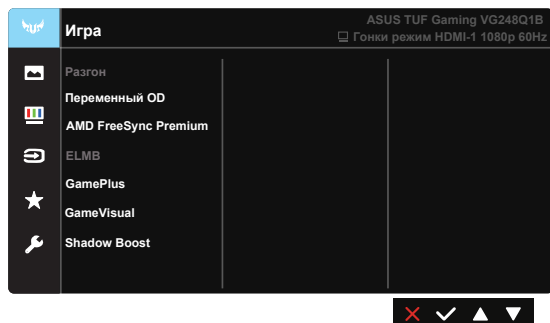 Игра
ASUS TUF Gaming VG248Q1B
Гонки режим HDMI-1 1080p 60Hz
Разгон
Переменный OD
AMD FreeSync Premium
ELMB
GamePlus
GameVisual
Shadow Boost